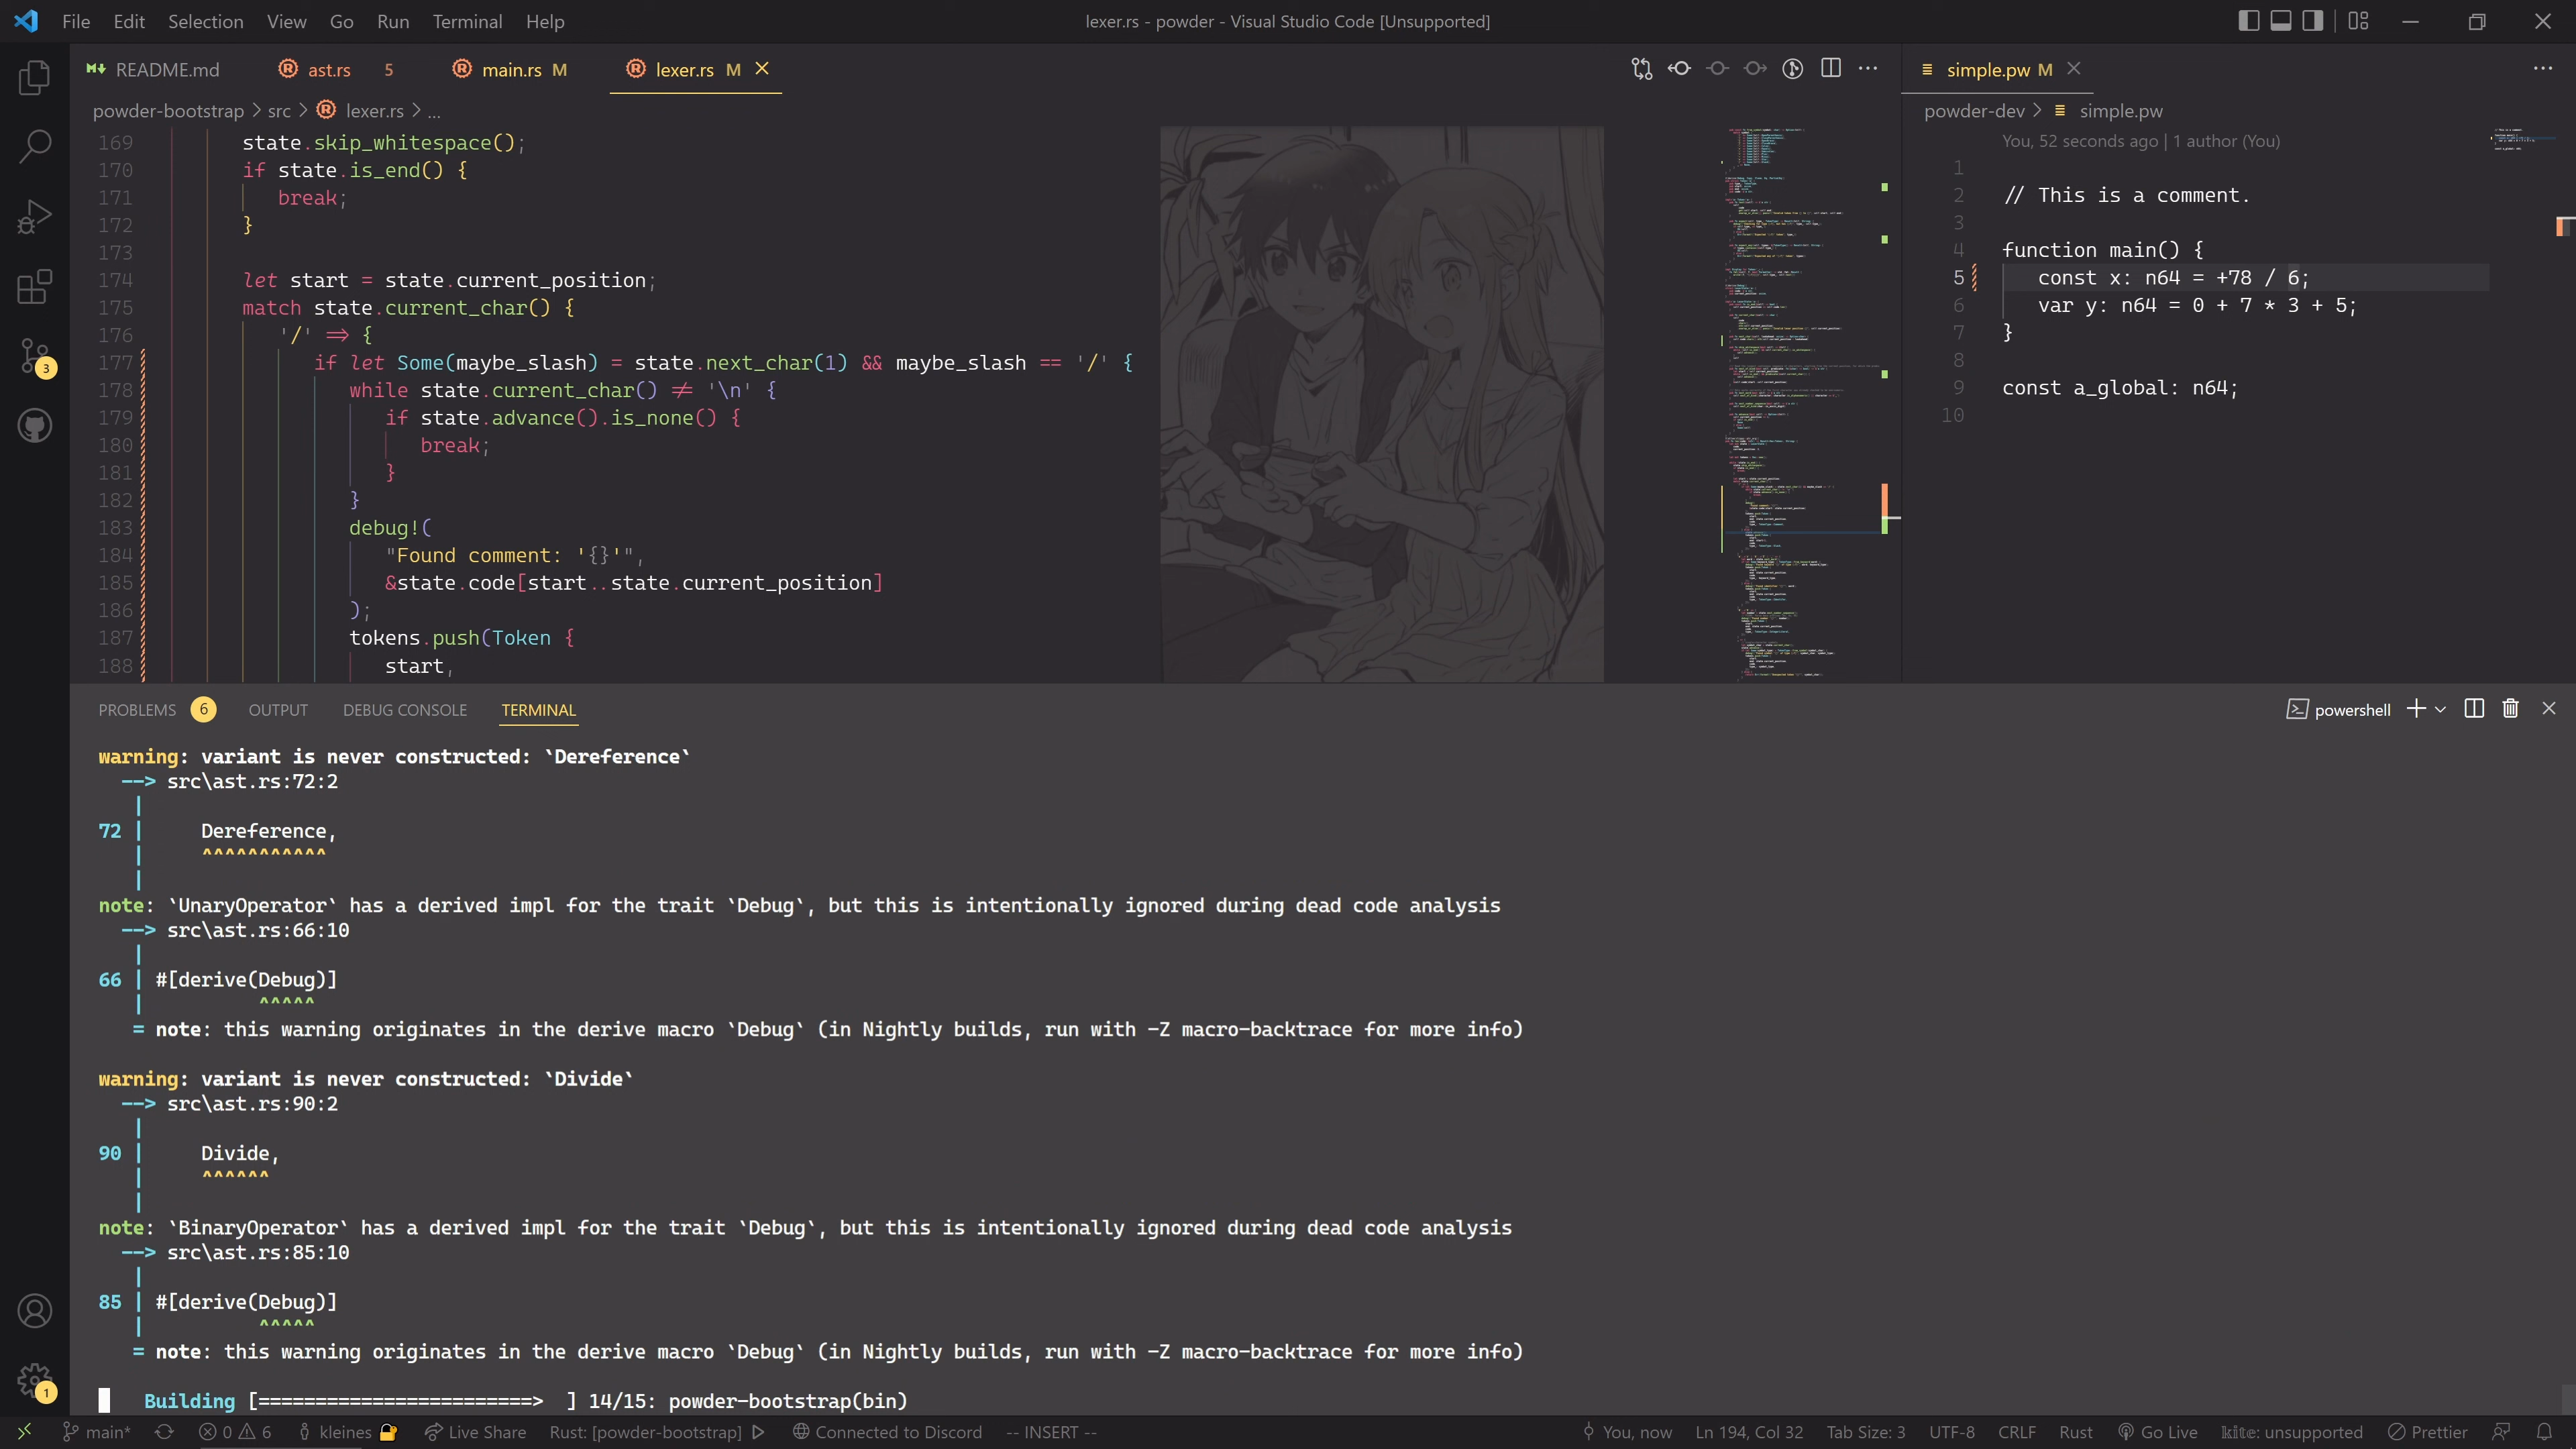 File Edit Selection View Go Run Terminal Help
lexer.rs - powder - Visual Studio Code [Unsupported]
README.md
ast.rs 5
main.rs M
lexer.rs M
powder-bootstrap > src > lexer.rs > ...
169 state.skip_whitespace();
170 if state.is_end() {
171 break;
172 }
173
174 let start = state.current_position;
175 match state.current_char() {
176 '/' => {
177 if let Some(maybe_slash) = state.next_char(1) && maybe_slash == '/' {
178 while state.current_char() != '\n' {
179 if state.advance().is_none() {
180 break;
181 }
182 }
183 debug!(
184 "Found comment: '{}'",
185 &state.code[start..state.current_position]
186 );
187 tokens.push(Token {
188 start,
simple.pw M
powder-dev > simple.pw
You, 52 seconds ago | 1 author (You)
1
2 // This is a comment.
3
4 function main() {
5 const x: n64 = +78 / 6;
6 var y: n64 = 0 + 7 * 3 + 5;
7 }
8
9 const a_global: n64;
10
3
1
PROBLEMS 6 OUTPUT DEBUG CONSOLE TERMINAL
powershell
warning: variant is never constructed: `Dereference`
--> src\ast.rs:72:2
|
72 | Dereference,
| ^^^^^^^^^^^
|
note: `UnaryOperator` has a derived impl for the trait `Debug`, but this is intentionally ignored during dead code analysis
--> src\ast.rs:66:10
|
66 | #[derive(Debug)]
| ^^^^^
= note: this warning originates in the derive macro `Debug` (in Nightly builds, run with -Z macro-backtrace for more info)
warning: variant is never constructed: `Divide`
--> src\ast.rs:90:2
|
90 | Divide,
| ^^^^^^
|
note: `BinaryOperator` has a derived impl for the trait `Debug`, but this is intentionally ignored during dead code analysis
--> src\ast.rs:85:10
|
85 | #[derive(Debug)]
| ^^^^^
= note: this warning originates in the derive macro `Debug` (in Nightly builds, run with -Z macro-backtrace for more info)
Building [========================> ] 14/15: powder-bootstrap(bin)
main* 0 6 kleines Live Share Rust: [powder-bootstrap] Connected to Discord -- INSERT -- You, now Ln 194, Col 32 Tab Size: 3 UTF-8 CRLF Rust Go Live kite: unsupported Prettier